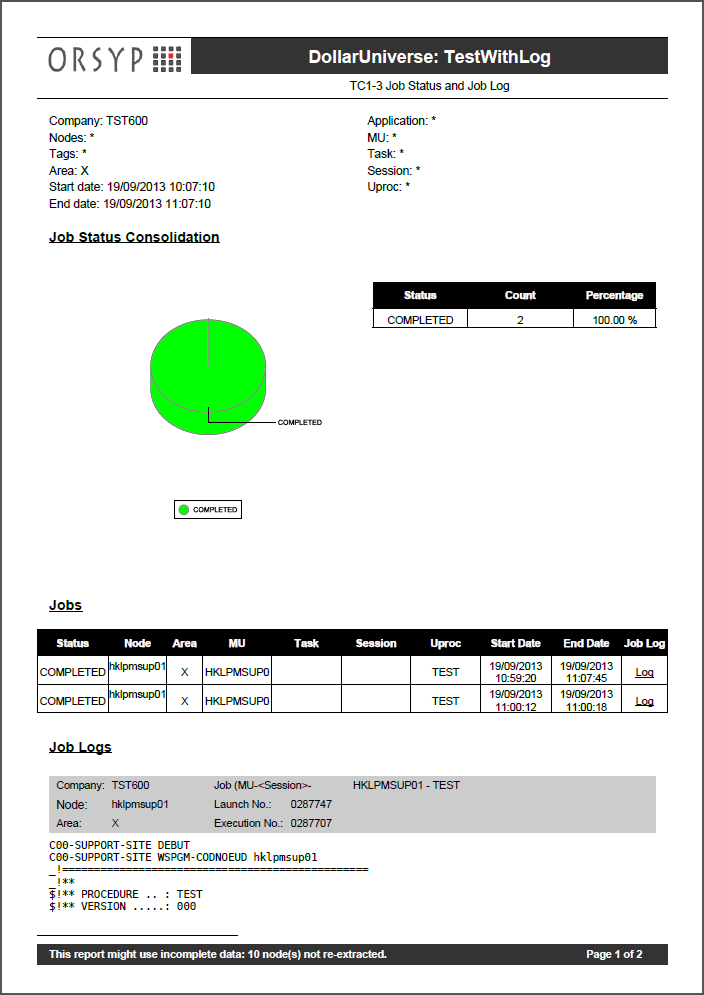 ORSYP
DollarUniverse: TestWithLog
TC1-3 Job Status and Job Log
Company: TST600 Application: *
Nodes: * MU: *
Tags: * Task: *
Area: X Session: *
Start date: 19/09/2013 10:07:10 Uproc: *
End date: 19/09/2013 11:07:10
Job Status Consolidation
Status Count Percentage
COMPLETED 2 100.00 %
COMPLETED
COMPLETED
Jobs
Status Node Area MU Task Session Uproc Start Date End Date Job Log
COMPLETED hklpmsup01 X HKLPMSUP0 TEST 19/09/2013 10:59:20 19/09/2013 11:07:45 Log
COMPLETED hklpmsup01 X HKLPMSUP0 TEST 19/09/2013 11:00:12 19/09/2013 11:00:18 Log
Job Logs
Company: TST600 Job (MU-<Session>- HKLPMSUP01 - TEST
Node: hklpmsup01 Launch No.: 0287747
Area: X Execution No.: 0287707
C00-SUPPORT-SITE DEBUT
C00-SUPPORT-SITE WSPGM-CODNOEUD hklpmsup01
_!==============================================
_!**
$!** PROCEDURE .. : TEST
$!** VERSION .....: 000
This report might use incomplete data: 10 node(s) not re-extracted. Page 1 of 2